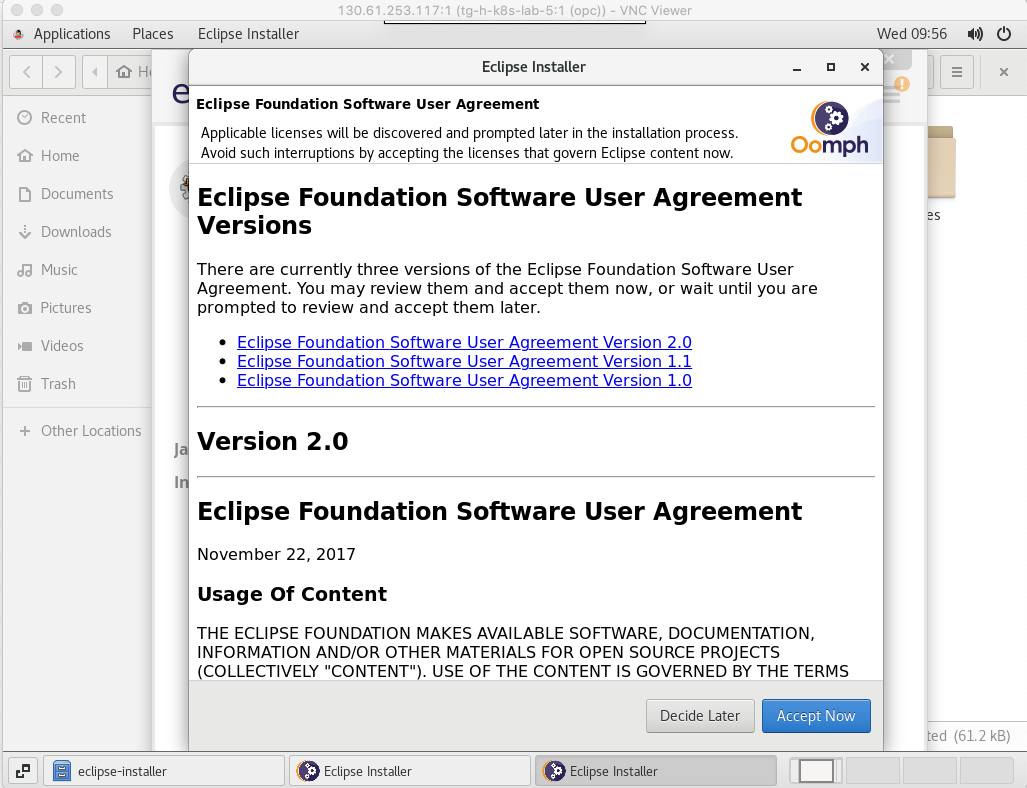 130.61.253.117:1 (tg-h-k8s-lab-5:1 (opc)) - VNC Viewer
Applications Places Eclipse Installer Wed 09:56
Eclipse Installer
Recent
Home
Documents
Downloads
Music
Pictures
Videos
Trash
Other Locations
Eclipse Foundation Software User Agreement
Applicable licenses will be discovered and prompted later in the installation process.
Avoid such interruptions by accepting the licenses that govern Eclipse content now.
Oomph
Eclipse Foundation Software User Agreement
Versions
There are currently three versions of the Eclipse Foundation Software User
Agreement. You may review them and accept them now, or wait until you are
prompted to review and accept them later.
• Eclipse Foundation Software User Agreement Version 2.0
• Eclipse Foundation Software User Agreement Version 1.1
• Eclipse Foundation Software User Agreement Version 1.0
Version 2.0
Eclipse Foundation Software User Agreement
November 22, 2017
Usage Of Content
THE ECLIPSE FOUNDATION MAKES AVAILABLE SOFTWARE, DOCUMENTATION,
INFORMATION AND/OR OTHER MATERIALS FOR OPEN SOURCE PROJECTS
(COLLECTIVELY "CONTENT"). USE OF THE CONTENT IS GOVERNED BY THE TERMS
Decide Later Accept Now
(61.2 kB)
eclipse-installer Eclipse Installer Eclipse Installer